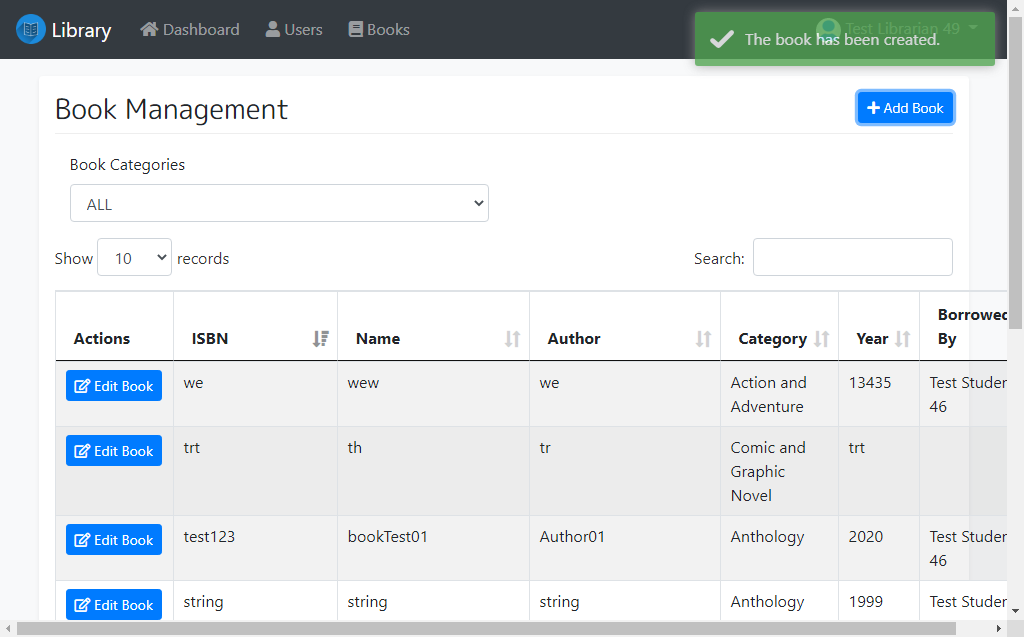 Library Dashboard Users Books Test Librarian 49
The book has been created.
Book Management
Add Book
Book Categories
ALL
Show 10 records Search:
Actions ISBN Name Author Category Year Borrowed By
Edit Book we wew we Action and Adventure 13435 Test Studen 46
Edit Book trt th tr Comic and Graphic Novel trt
Edit Book test123 bookTest01 Author01 Anthology 2020 Test Studen 46
Edit Book string string string Anthology 1999 Test Studen